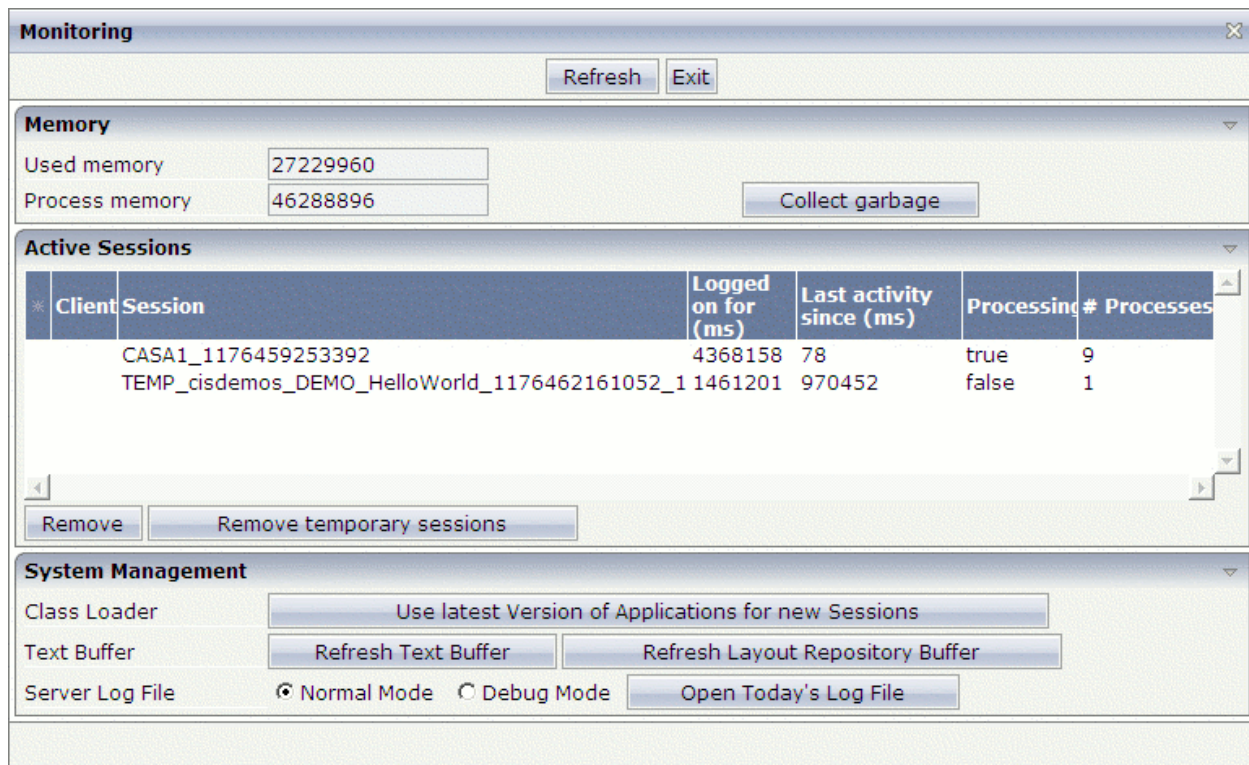 Monitoring
Refresh Exit
Memory
Used memory 27229960
Process memory 46288896 Collect garbage
Active Sessions
Client Session Logged on for (ms) Last activity since (ms) Processing # Processes
CASA1_1176459253392 4368158 78 true 9
TEMP_cisdemos_DEMO_HelloWorld_1176462161052_1 1461201 970452 false 1
Remove Remove temporary sessions
System Management
Class Loader Use latest Version of Applications for new Sessions
Text Buffer Refresh Text Buffer Refresh Layout Repository Buffer
Server Log File Normal Mode Debug Mode Open Today's Log File